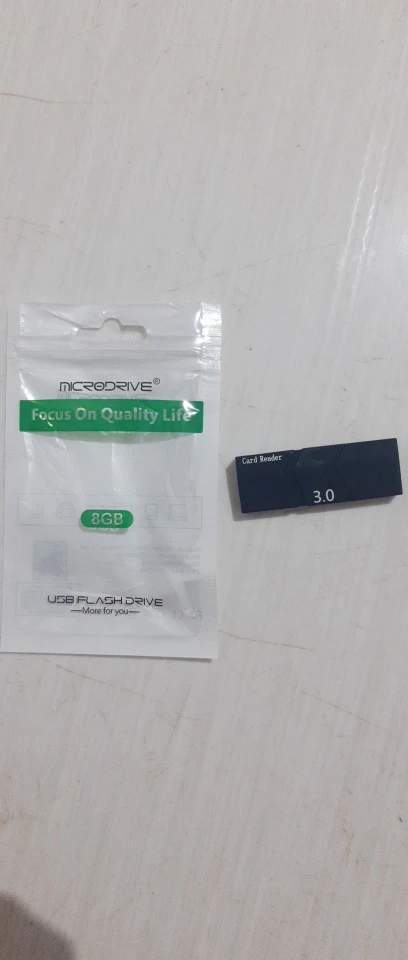 MICRODRIVE®
Focus On Quality Life
8GB
USB FLASH DRIVE
—More for you—
Card Reader
3.0